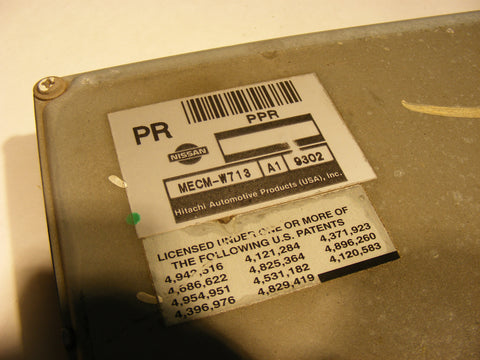 PPR
PR
NISSAN
MECM-W713 A1 9302
Hitachi Automotive Products (USA), Inc.
LICENSED UNDER ONE OR MORE OF
THE FOLLOWING U.S. PATENTS
4,121,284 4,371,923
4,686,622 4,825,364 4,896,260
4,954,951 4,531,182 4,120,583
4,396,976 4,829,419